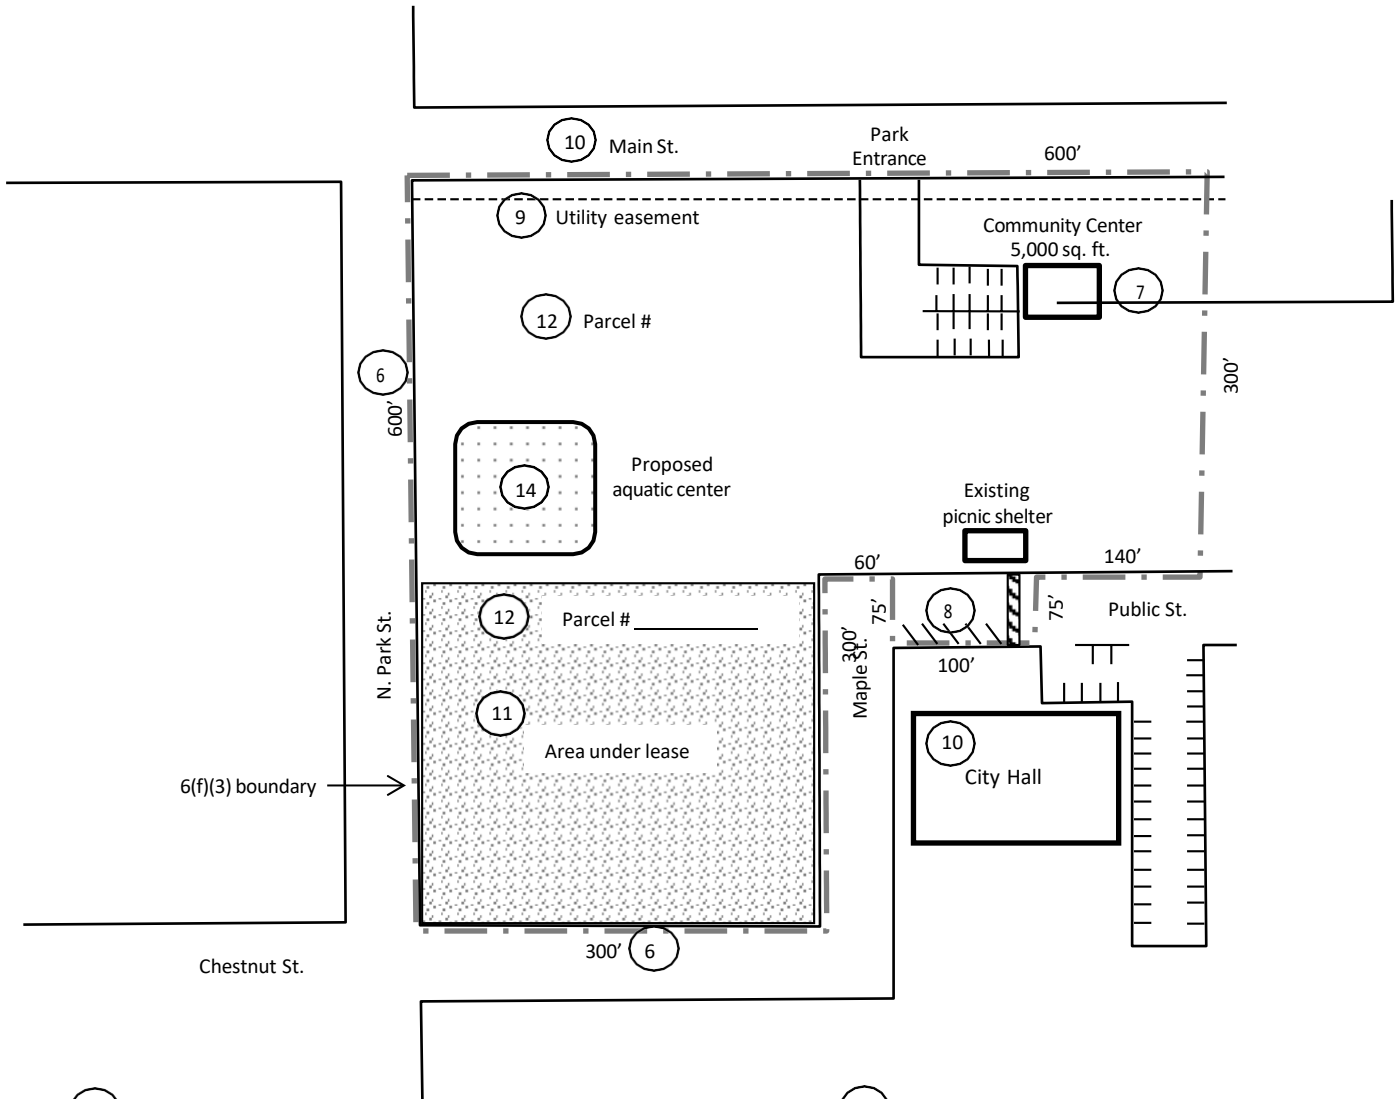 Park
Entrance
600’
10
Main St.
9
Utility easement
Community Center
5,000 sq. ft.
7
12
Parcel #
6
600’
300’
14
Proposed
aquatic center
Existing
picnic shelter
60’
140’
75’
8
75’
Public St.
12
Parcel #
300’
Maple St.
100’
N. Park St.
11
Area under lease
10
City Hall
6(f)(3) boundary
300’
6
Chestnut St.